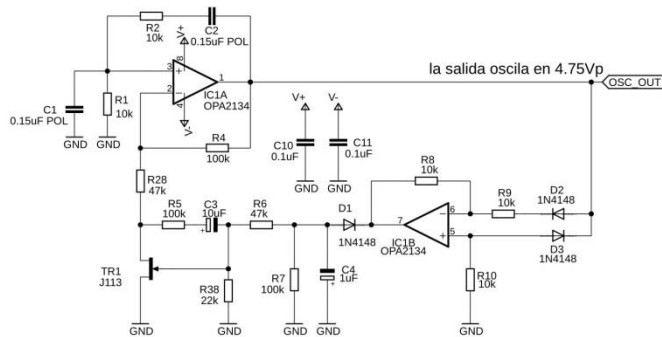 R2
10k
C2
0.15uF POL
V+
8
3
+
1
2
-
4
V-
IC1A
OPA2134
C1
0.15uF POL
GND
R1
10k
GND
R4
100k
la salida oscila en 4.75Vp
OSC_OUT
V+
V-
C10
0.1uF
GND
C11
0.1uF
GND
R28
47k
R5
100k
C3
10uF
+
R6
47k
D1
1N4148
R8
10k
7
6
-
5
+
IC1B
OPA2134
R9
10k
D2
1N4148
D3
1N4148
R10
10k
GND
TR1
J113
GND
R38
22k
GND
R7
100k
GND
C4
1uF
+
GND